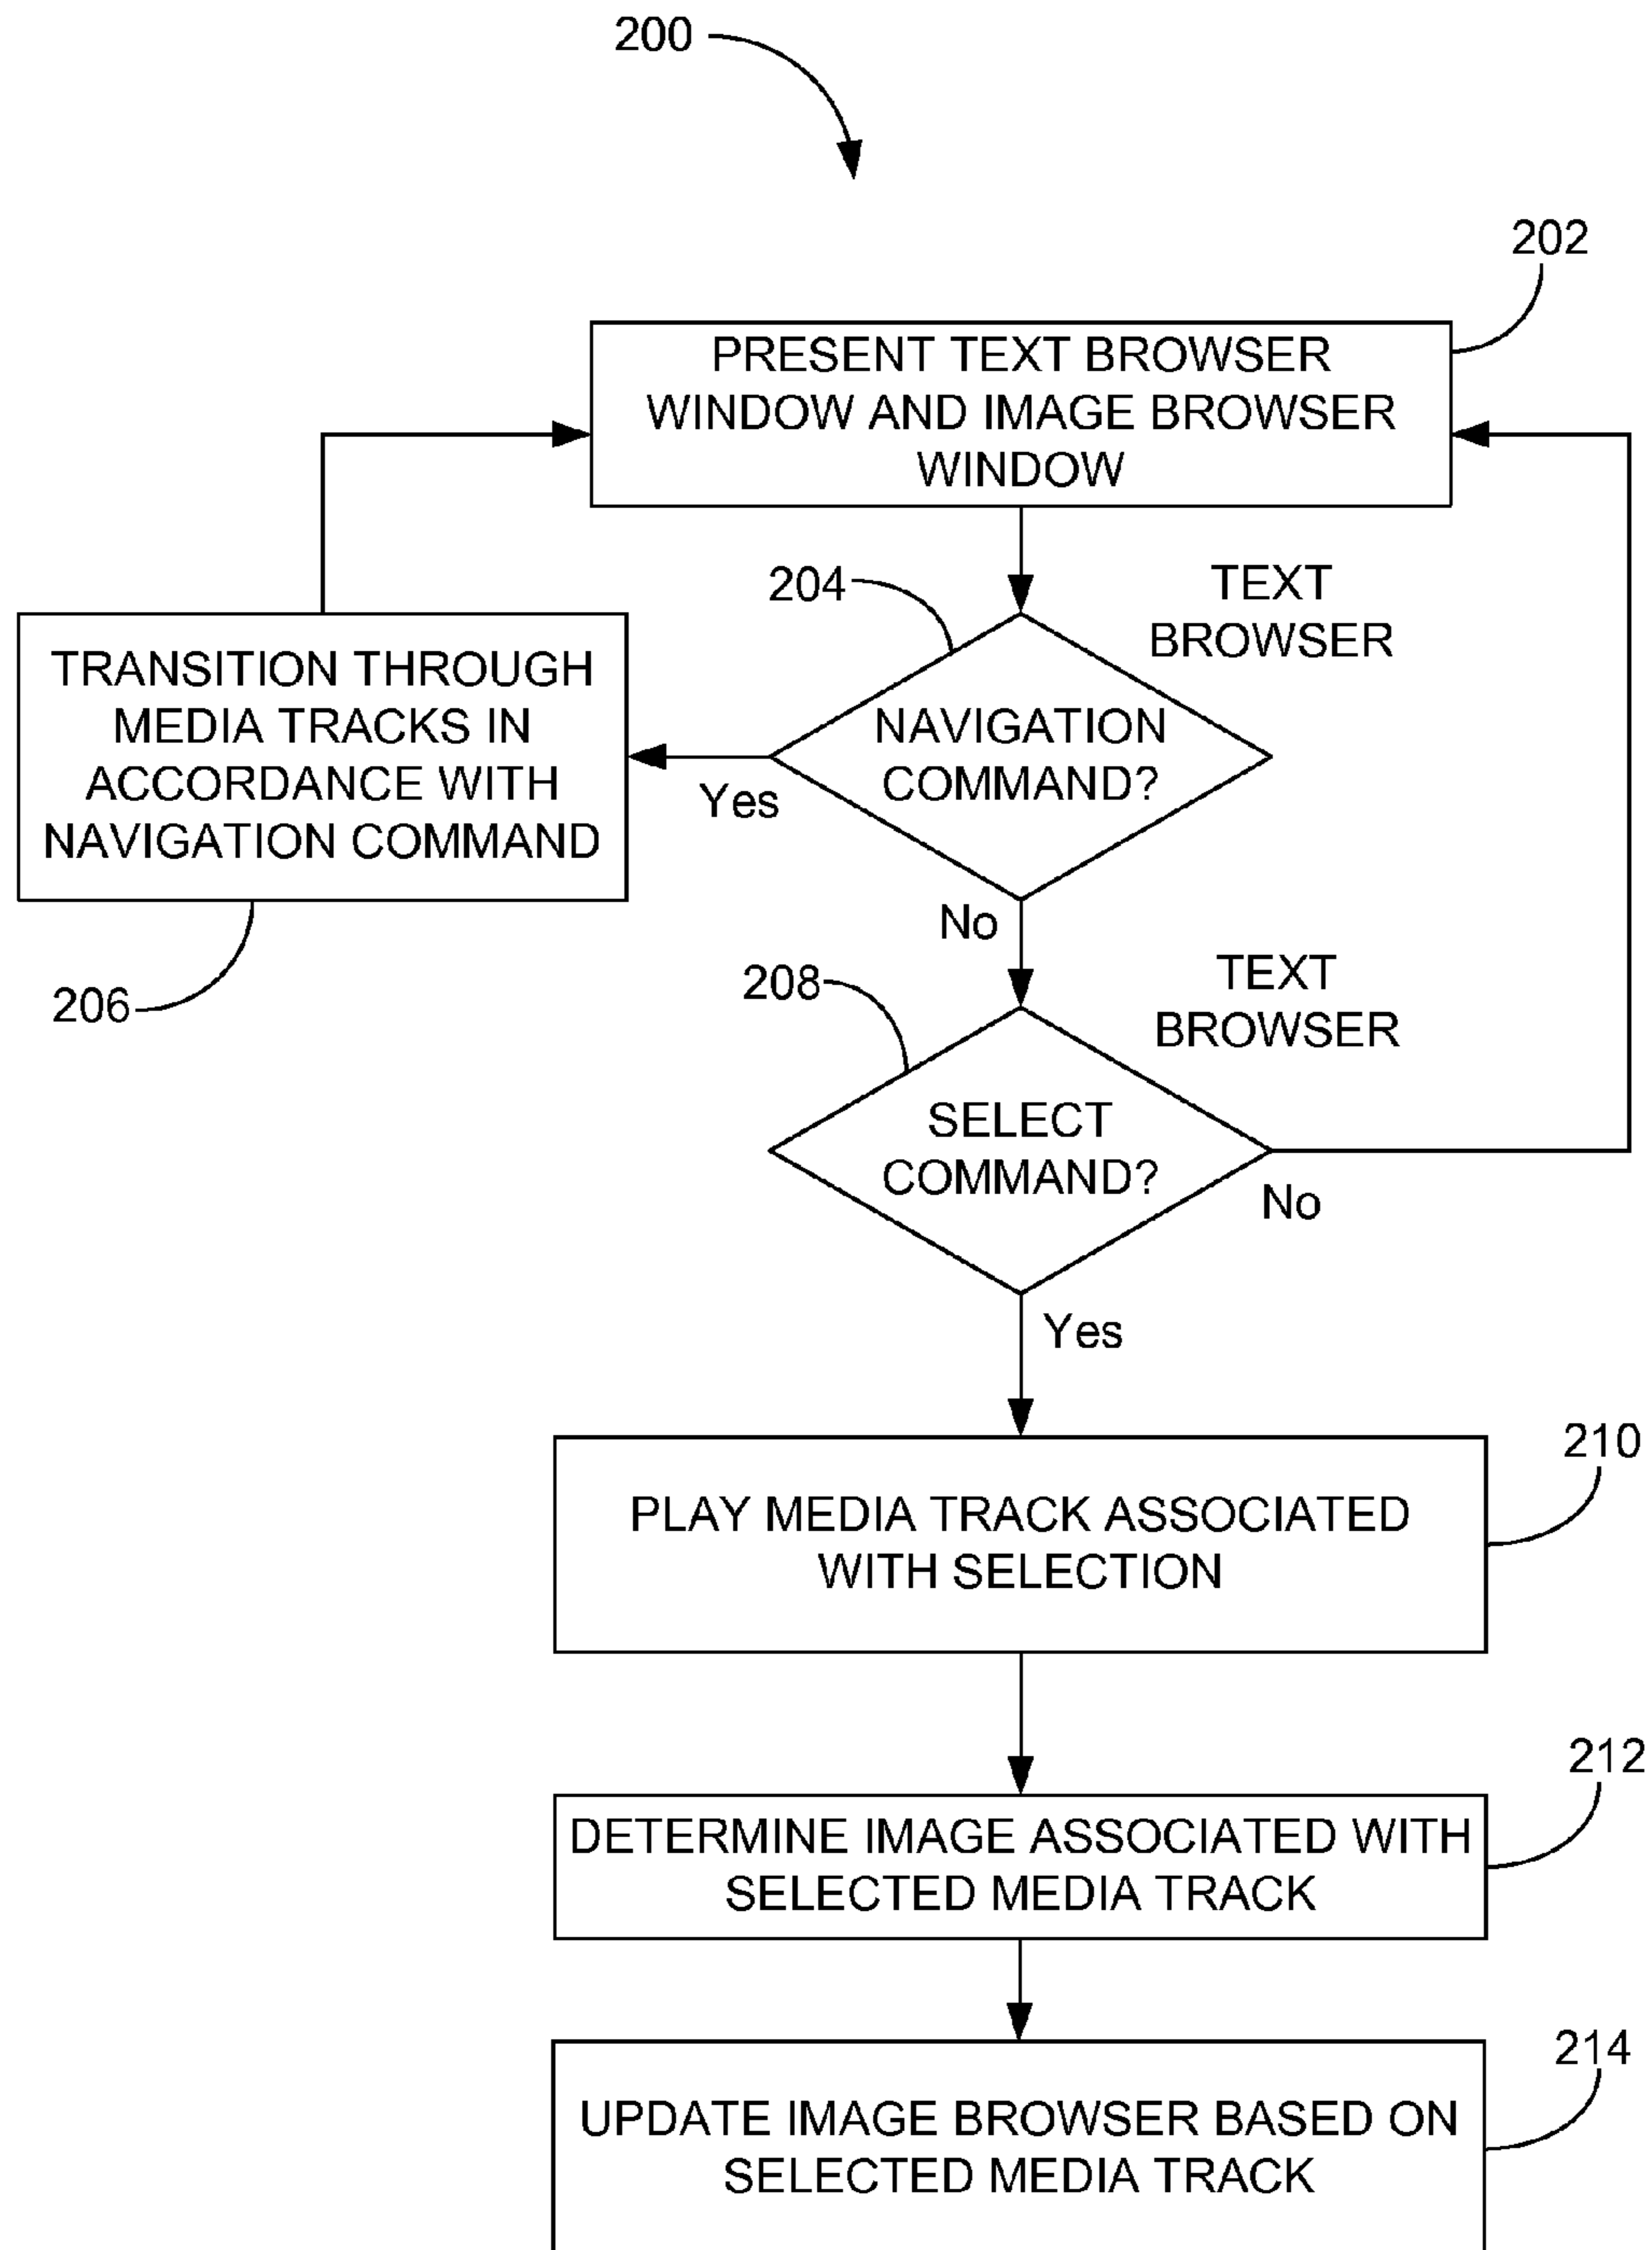 200
202
PRESENT TEXT BROWSER
WINDOW AND IMAGE BROWSER
WINDOW
204
TEXT
BROWSER
NAVIGATION
COMMAND?
Yes
TRANSITION THROUGH
MEDIA TRACKS IN
ACCORDANCE WITH
NAVIGATION COMMAND
206
No
208
TEXT
BROWSER
SELECT
COMMAND?
No
Yes
210
PLAY MEDIA TRACK ASSOCIATED
WITH SELECTION
212
DETERMINE IMAGE ASSOCIATED WITH
SELECTED MEDIA TRACK
214
UPDATE IMAGE BROWSER BASED ON
SELECTED MEDIA TRACK